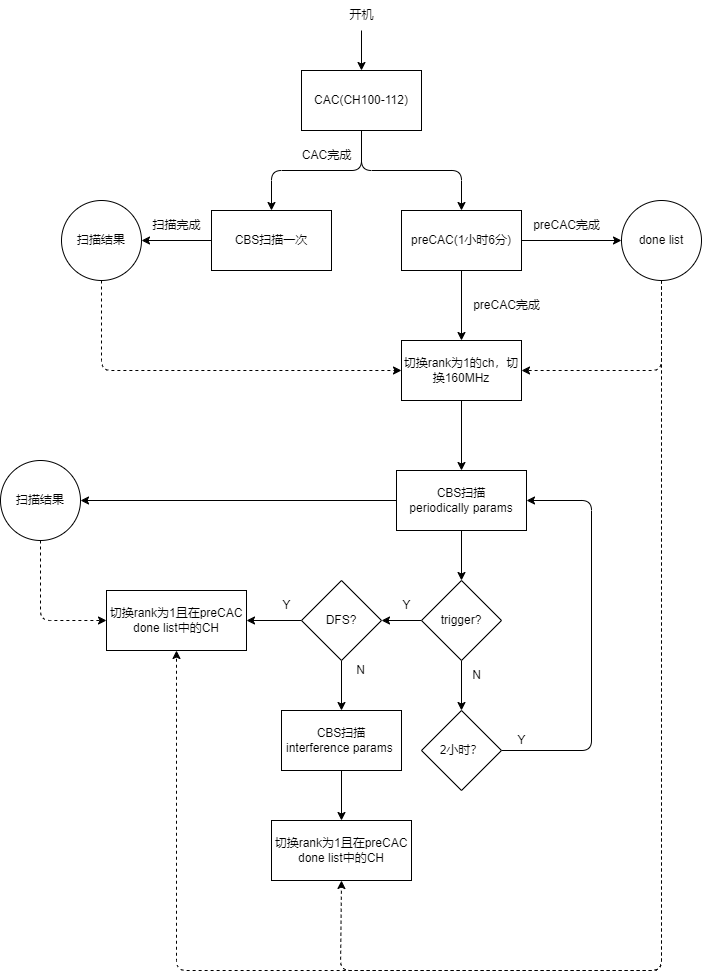 开机
CAC(CH100-112)
CAC完成
扫描结果
扫描完成
CBS扫描一次
preCAC(1小时6分)
preCAC完成
done list
preCAC完成
切换rank为1的ch，切
换160MHz
扫描结果
CBS扫描
periodically params
切换rank为1且在preCAC
done list中的CH
Y
DFS?
Y
trigger?
N
N
CBS扫描
interference params
2小时?
Y
切换rank为1且在preCAC
done list中的CH